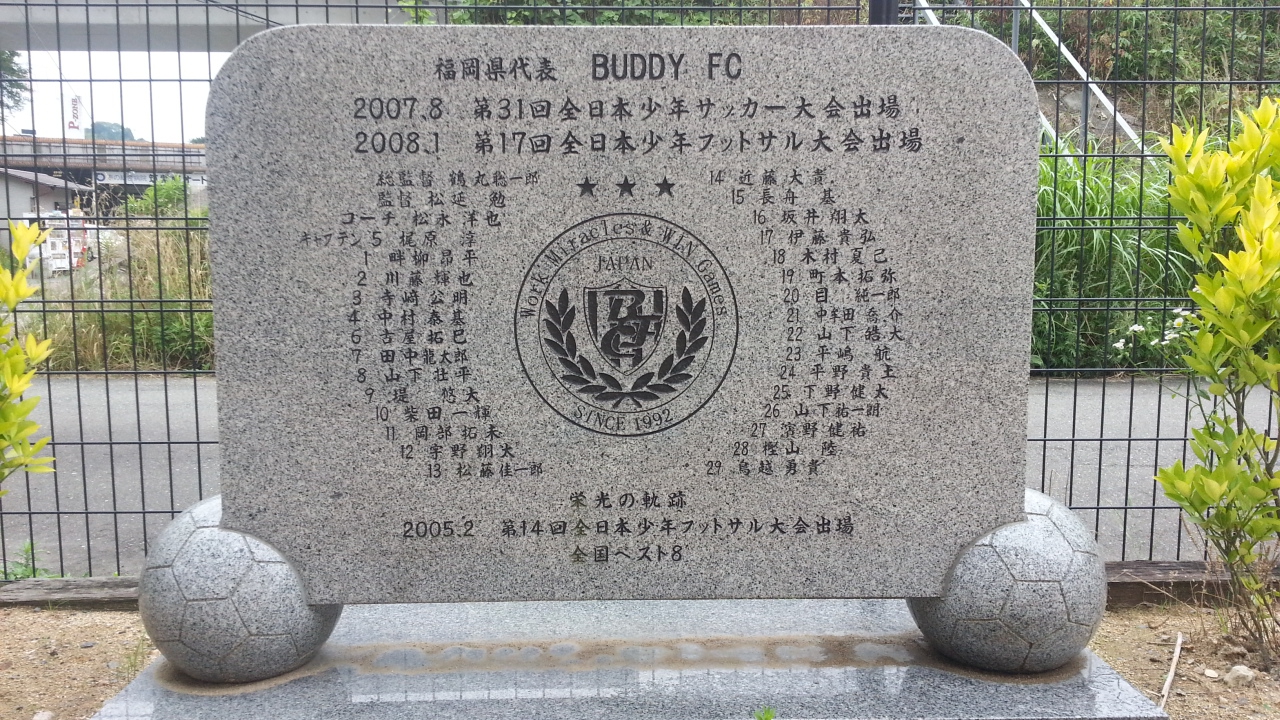 福岡県代表 BUDDY FC
2007.8 第31回全日本少年サッカー大会出場
2008.1 第17回全日本少年フットサル大会出場
総監督 鶴丸聡一郎
監督 松延 勉
コーチ 松永洋也
キャプテン 5 梶原 淳
1 畔柳昂平
2 川藤輝也
3 寺崎公明
4 中村泰基
6 古屋拓巳
7 田中龍太郎
8 山下壮平
9 堤 悠大
10 柴田一輝
11 岡部拓未
12 宇野翔太
13 松藤佳一郎
★ ★ ★
Work Miracles & WIN Games
JAPAN
BFC
SINCE 1992
14 近藤大貴
15 長舟 基
16 坂井翔太
17 伊藤貴弘
18 木村夏己
19 町本拓弥
20 目 純一郎
21 中牟田吞介
22 山下皓大
23 平嶋 航
24 平野貴士
25 下野健太
26 山下祐一朗
27 濱野健祐
28 樫山 陸
29 鳥越勇貴
栄光の軌跡
2005.2 第14回全日本少年フットサル大会出場
全国ベスト8